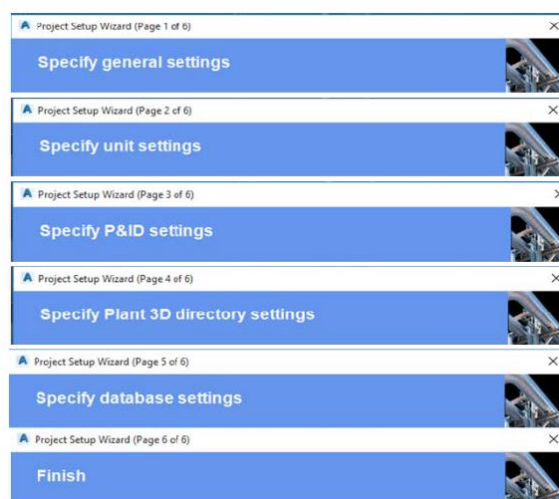 Project Setup Wizard (Page 1 of 6)
Specify general settings
Project Setup Wizard (Page 2 of 6)
Specify unit settings
Project Setup Wizard (Page 3 of 6)
Specify P&ID settings
Project Setup Wizard (Page 4 of 6)
Specify Plant 3D directory settings
Project Setup Wizard (Page 5 of 6)
Specify database settings
Project Setup Wizard (Page 6 of 6)
Finish